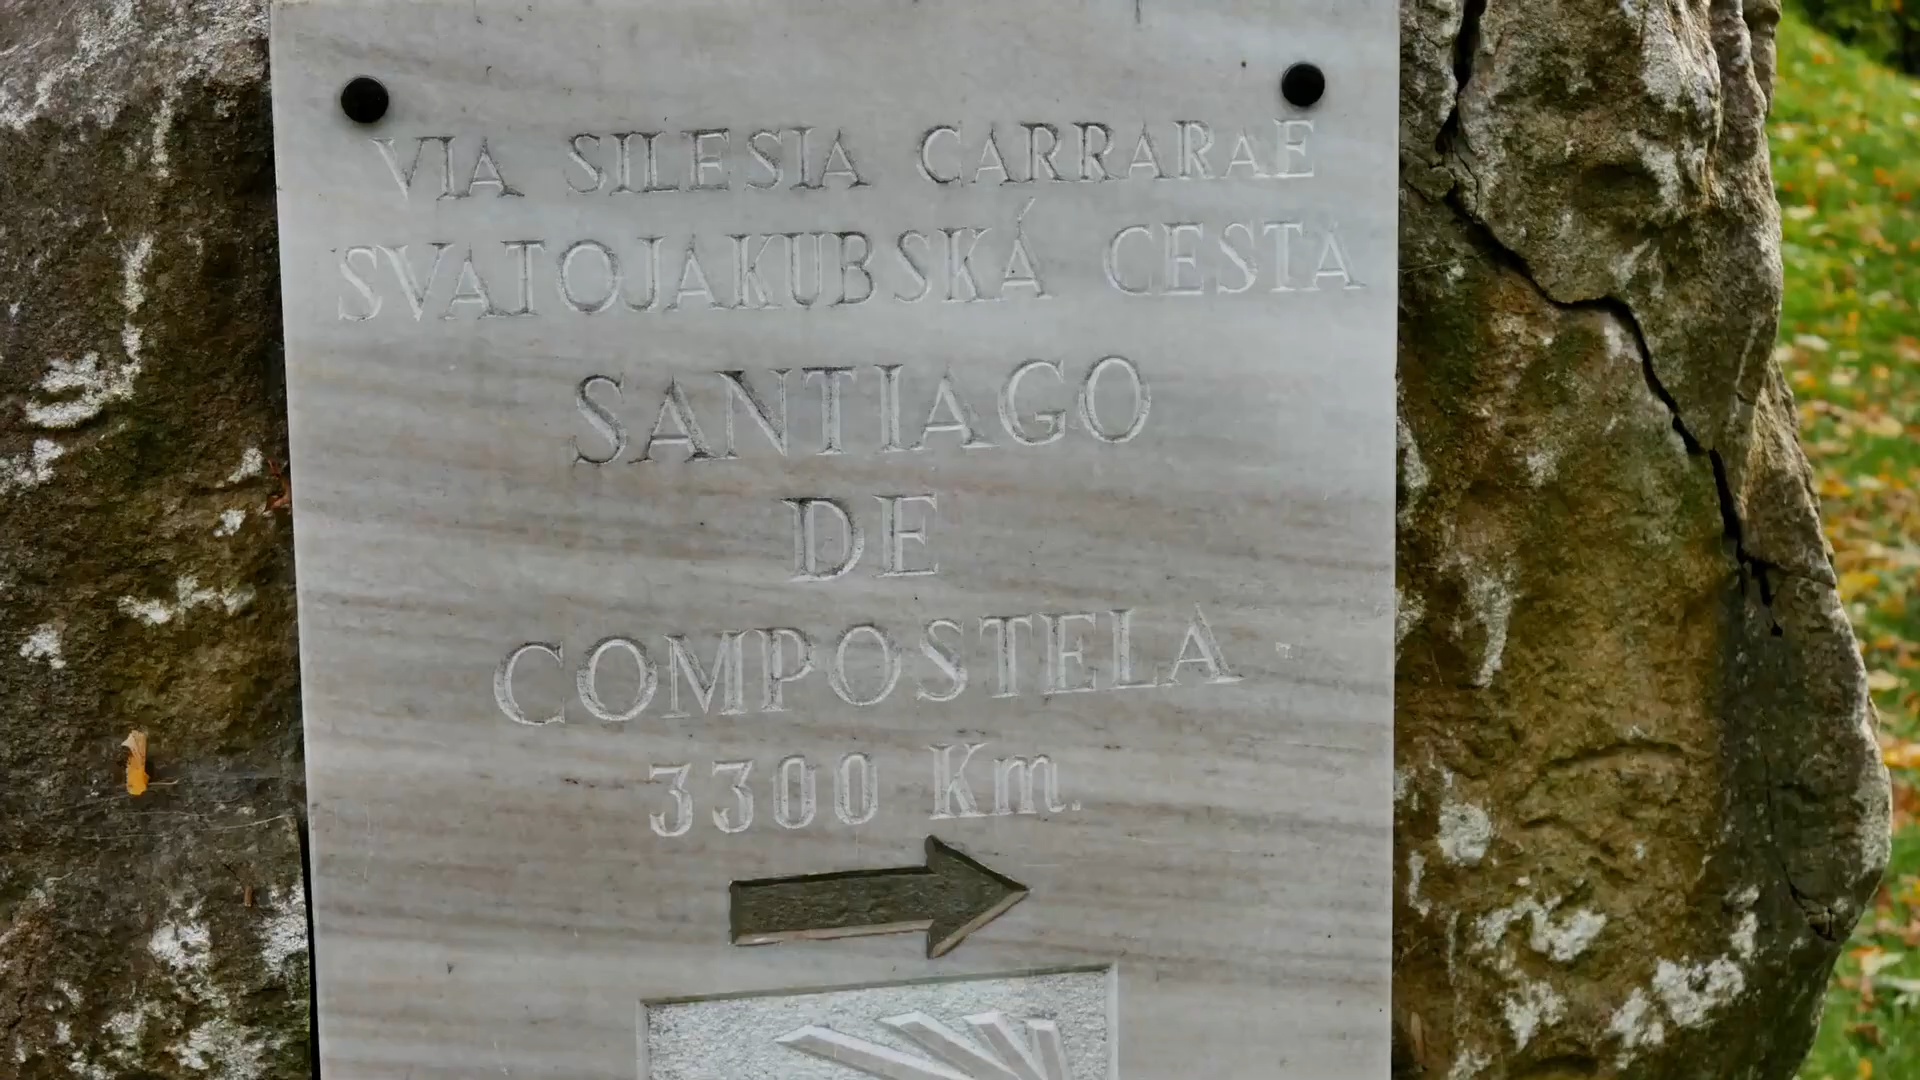 VIA SILESIA CARRARAE
SVATOJAKUBSKÁ CESTA
SANTIAGO
DE
COMPOSTELA
3300 Km.